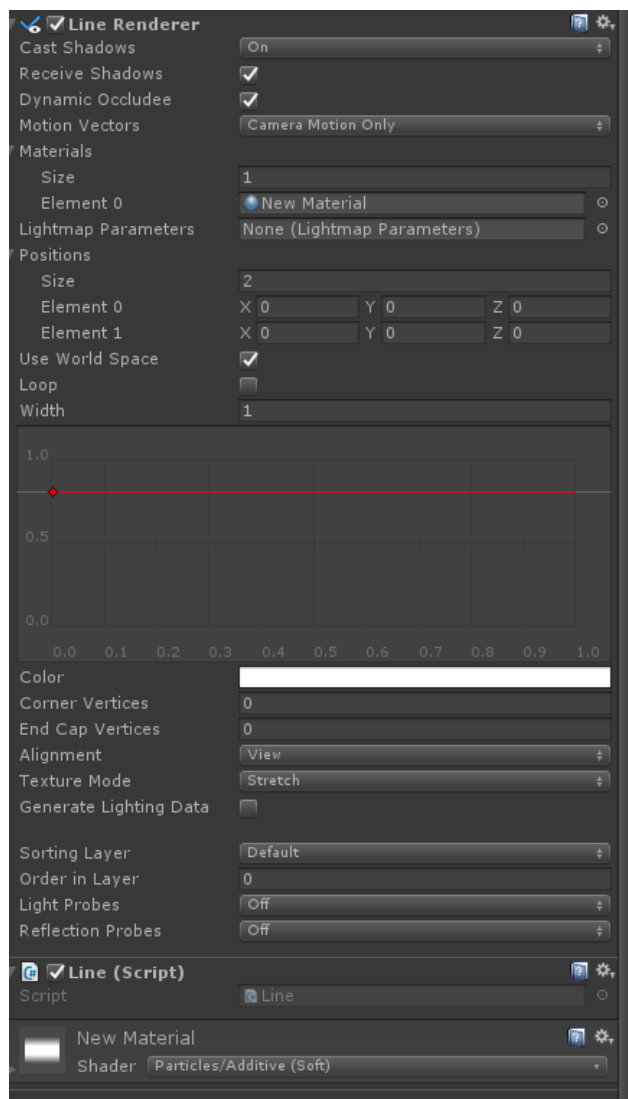 Line Renderer
Cast Shadows On
Receive Shadows
Dynamic Occludee
Motion Vectors Camera Motion Only
Materials
Size 1
Element 0 New Material
Lightmap Parameters None (Lightmap Parameters)
Positions
Size 2
Element 0 X 0 Y 0 Z 0
Element 1 X 0 Y 0 Z 0
Use World Space
Loop
Width 1
1.0
0.5
0.0
0.0 0.1 0.2 0.3 0.4 0.5 0.6 0.7 0.8 0.9 1.0
Color
Corner Vertices 0
End Cap Vertices 0
Alignment View
Texture Mode Stretch
Generate Lighting Data
Sorting Layer Default
Order in Layer 0
Light Probes Off
Reflection Probes Off
Line (Script)
Script Line
New Material
Shader Particles/Additive (Soft)